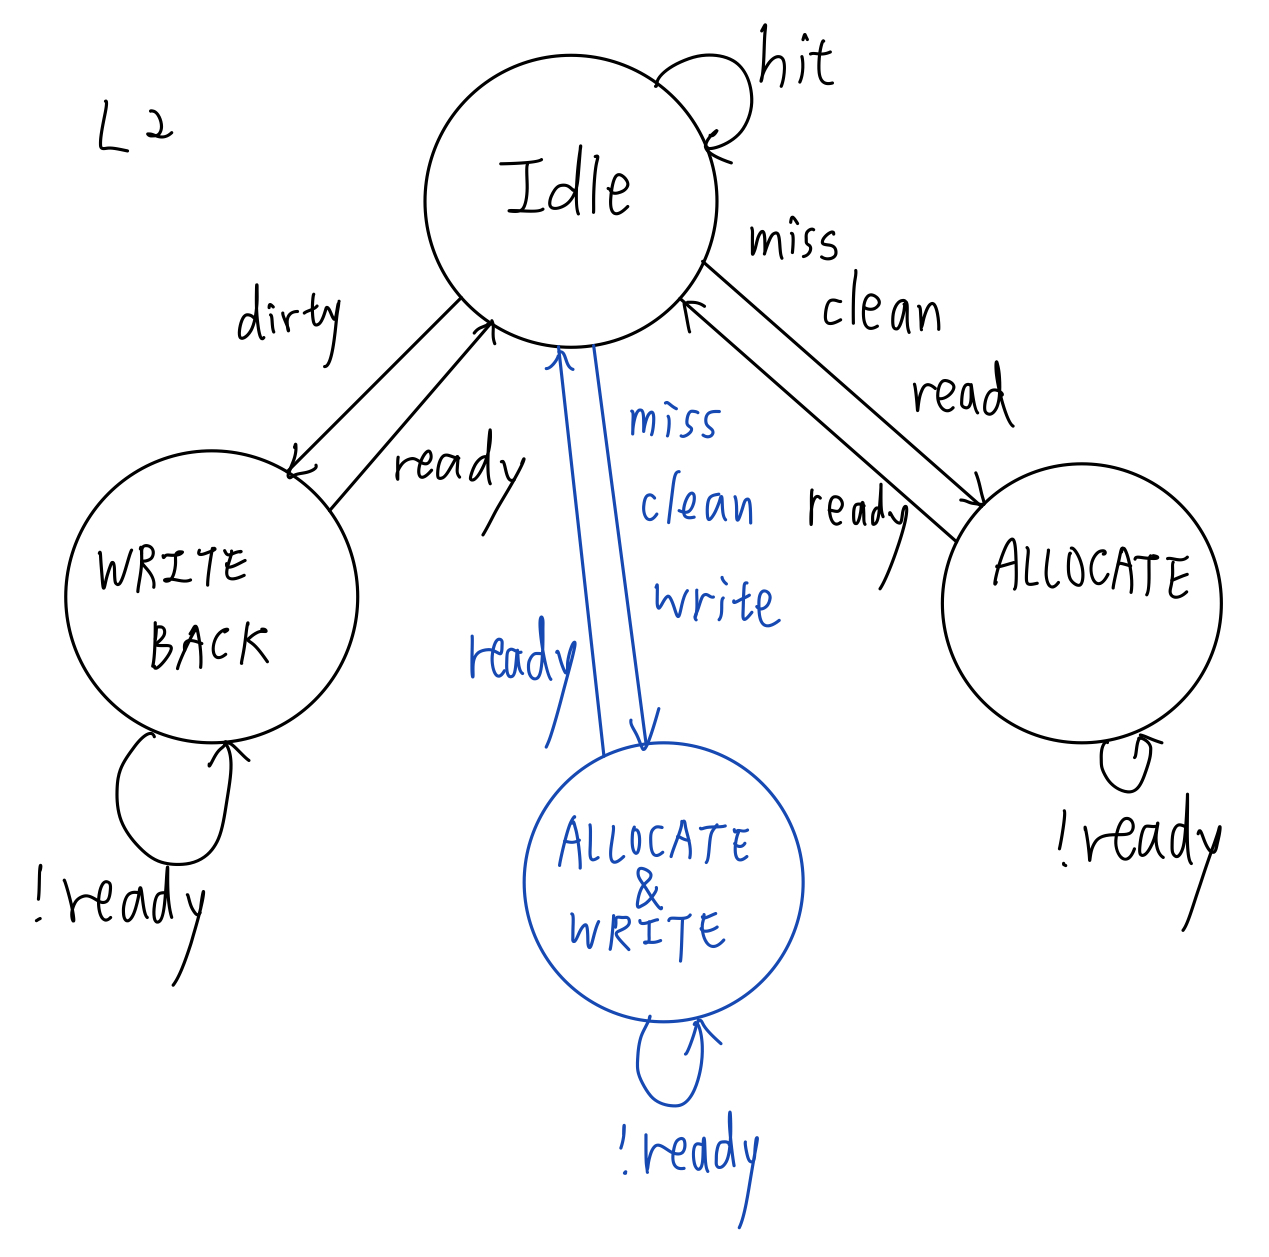 L2
hit
Idle
miss
clean
read
dirty
ready
miss
clean
write
ready
ready
WRITE
BACK
ALLOCATE
!ready
ALLOCATE
&
WRITE
!ready
!ready